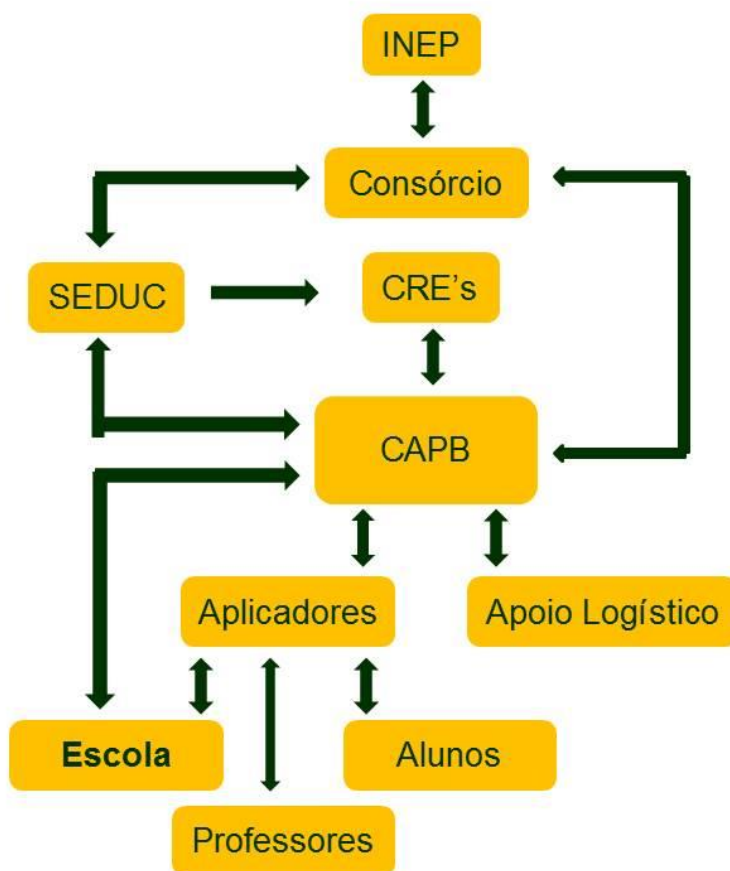 INEP
Consórcio
SEDUC
CRE’s
CAPB
Aplicadores
Apoio Logístico
Escola
Alunos
Professores